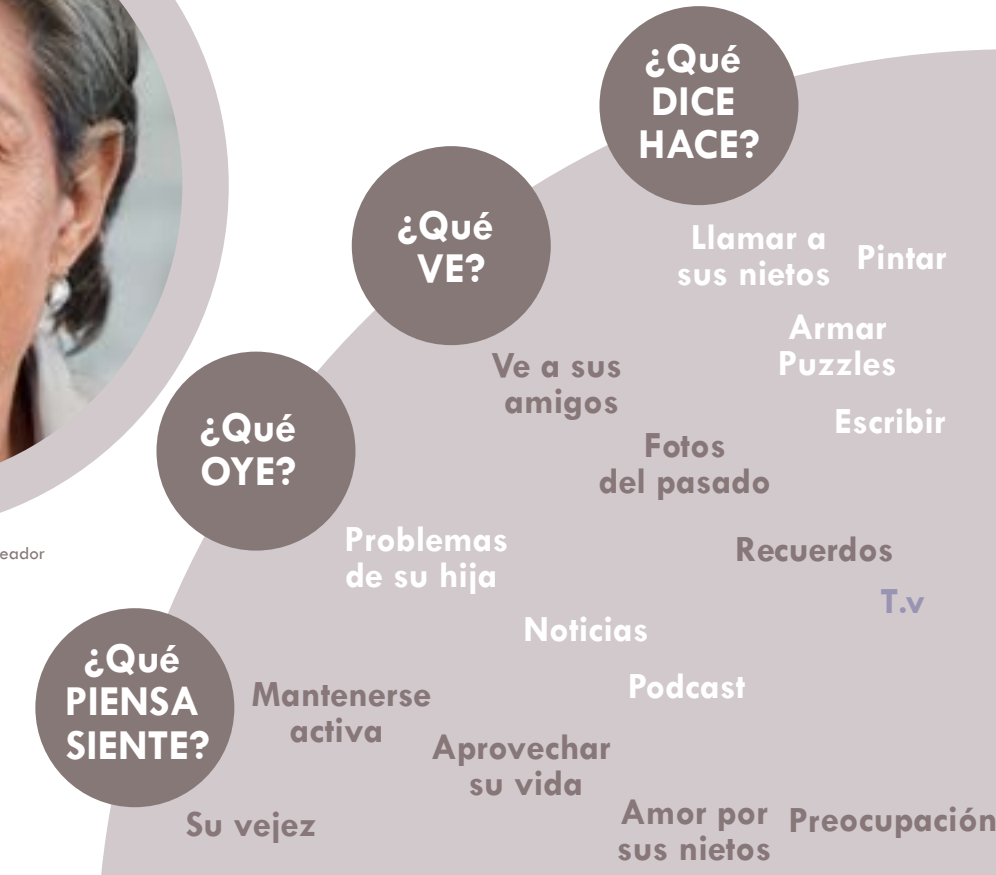 ¿Qué
DICE
HACE?
Llamar a
sus nietos
Pintar
Armar
Puzzles
Escribir
¿Qué
VE?
Ve a sus
amigos
Fotos
del pasado
Recuerdos
T.v
¿Qué
OYE?
Problemas
de su hija
Noticias
Podcast
eador
¿Qué
PIENSA
SIENTE?
Mantenerse
activa
Aprovechar
su vida
Su vejez
Amor por
sus nietos
Preocupación